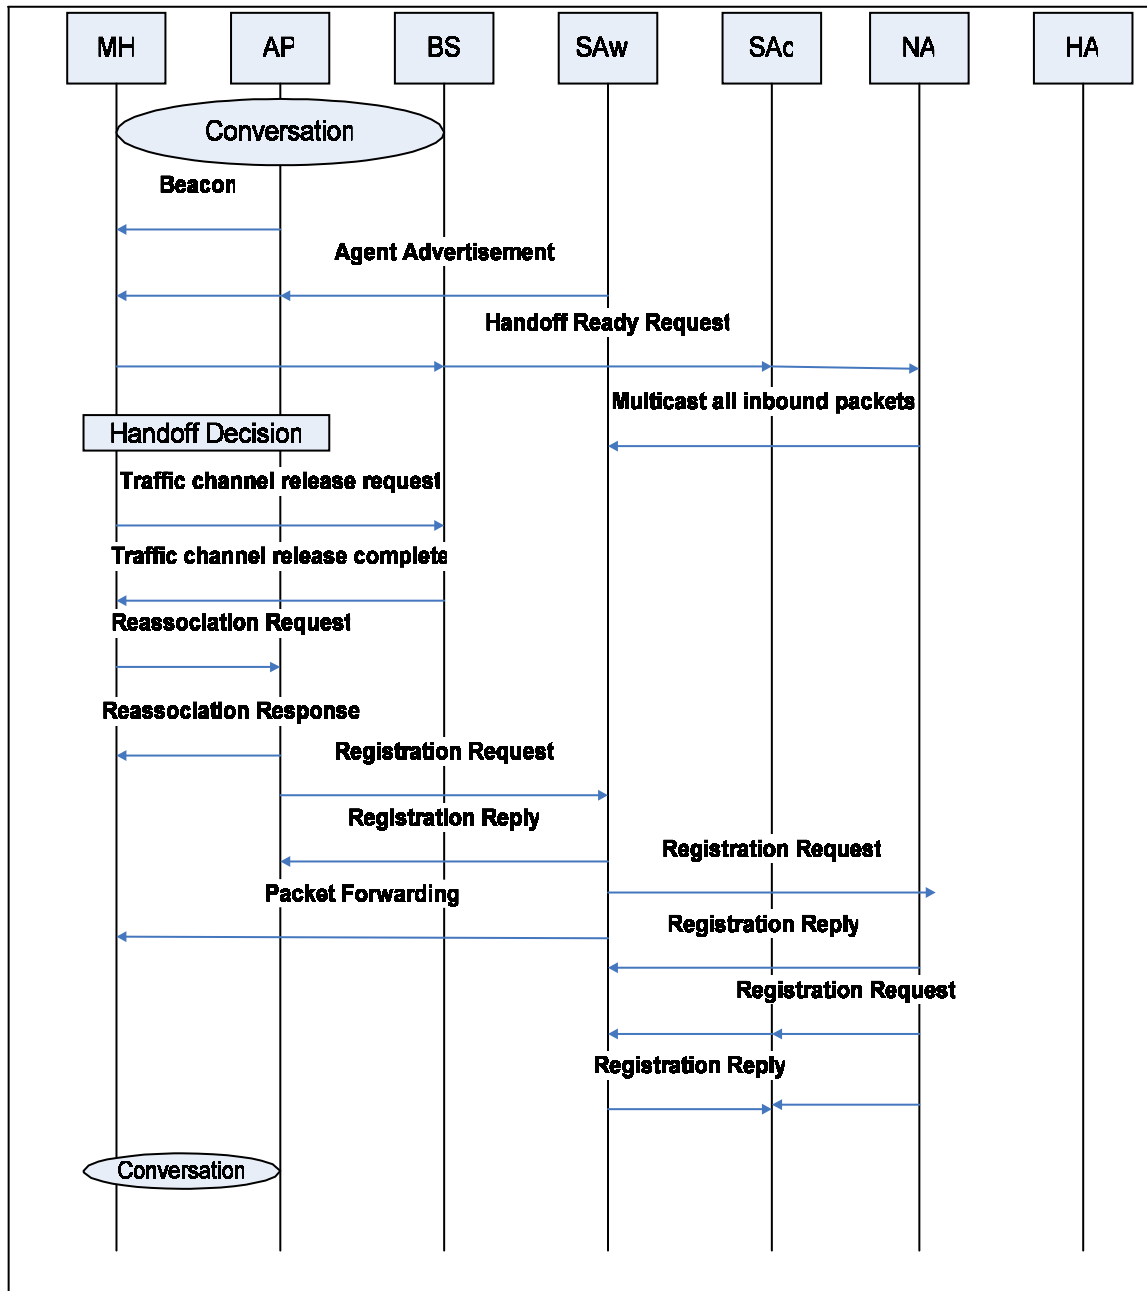 MH AP BS SAw SAc NA HA
Conversation
Beacon
Agent Advertisement
Handoff Ready Request
Multicast all inbound packets
Handoff Decision
Traffic channel release request
Traffic channel release complete
Reassociation Request
Reassociation Response
Registration Request
Registration Reply
Registration Request
Packet Forwarding
Registration Reply
Registration Request
Registration Reply
Conversation